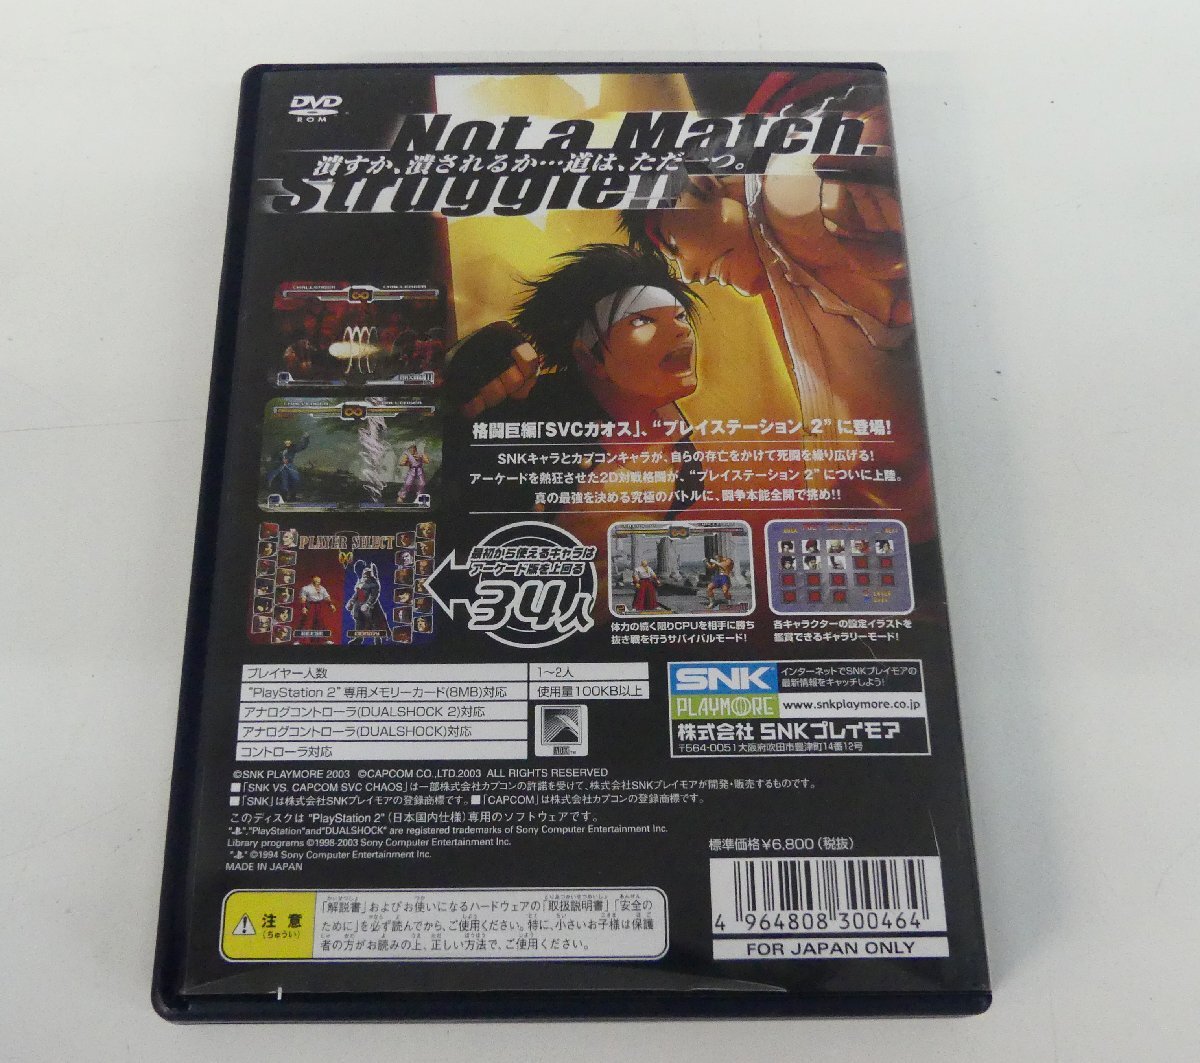 DVD
ROM
Not a Match.
潰すか、潰されるか…道は、ただ一つ。
Struggle!!
CHALLENGER CHALLENGER
CHALLENGER CHALLENGER
格闘巨編「SVCカオス」、“プレイステーション 2”に登場!
SNKキャラとカプコンキャラが、自らの存亡をかけて死闘を繰り広げる!
アーケードを熱狂させた2D対戦格闘が、“プレイステーション 2”についに上陸。
真の最強を決める究極のバトルに、闘争本能全開で挑め!!
PLAYER SELECT
最初から使えるキャラは
アーケード版を上回る
34人
体力の続く限りCPUを相手に勝ち
抜き戦を行うサバイバルモード!
各キャラクターの設定イラストを
鑑賞できるギャラリーモード!
プレイヤー人数 1〜2人
"PlayStation 2"専用メモリーカード(8MB)対応 使用量100KB以上
アナログコントローラ(DUALSHOCK 2)対応
アナログコントローラ(DUALSHOCK)対応
コントローラ対応
SNK
PLAYMORE
インターネットでSNKプレイモアの
最新情報をキャッチしよう!
www.snkplaymore.co.jp
株式会社 SNKプレイモア
〒564-0051大阪府吹田市豊津町14番12号
©SNK PLAYMORE 2003 ©CAPCOM CO.,LTD.2003 ALL RIGHTS RESERVED
■「SNK VS. CAPCOM SVC CHAOS」は一部株式会社カプコンの許諾を受けて、株式会社SNKプレイモアが開発・販売するものです。
■「SNK」は株式会社SNKプレイモアの登録商標です。■「CAPCOM」は株式会社カプコンの登録商標です。
このディスクは "PlayStation 2"(日本国内仕様)専用のソフトウェアです。
"PlayStation"and"DUALSHOCK" are registered trademarks of Sony Computer Entertainment Inc.
Library programs ©1998-2003 Sony Computer Entertainment Inc.
©1994 Sony Computer Entertainment Inc.
MADE IN JAPAN
標準価格¥6,800(税抜)
4 964808 300464
FOR JAPAN ONLY
注意
(ちゅうい)
「解説書」およびお使いになるハードウェアの「取扱説明書」「安全の
ために」を必ず読んでから、ご使用ください。特に、小さいお子様は保護
者の方がお読みの上、正しい方法で、ご使用ください。